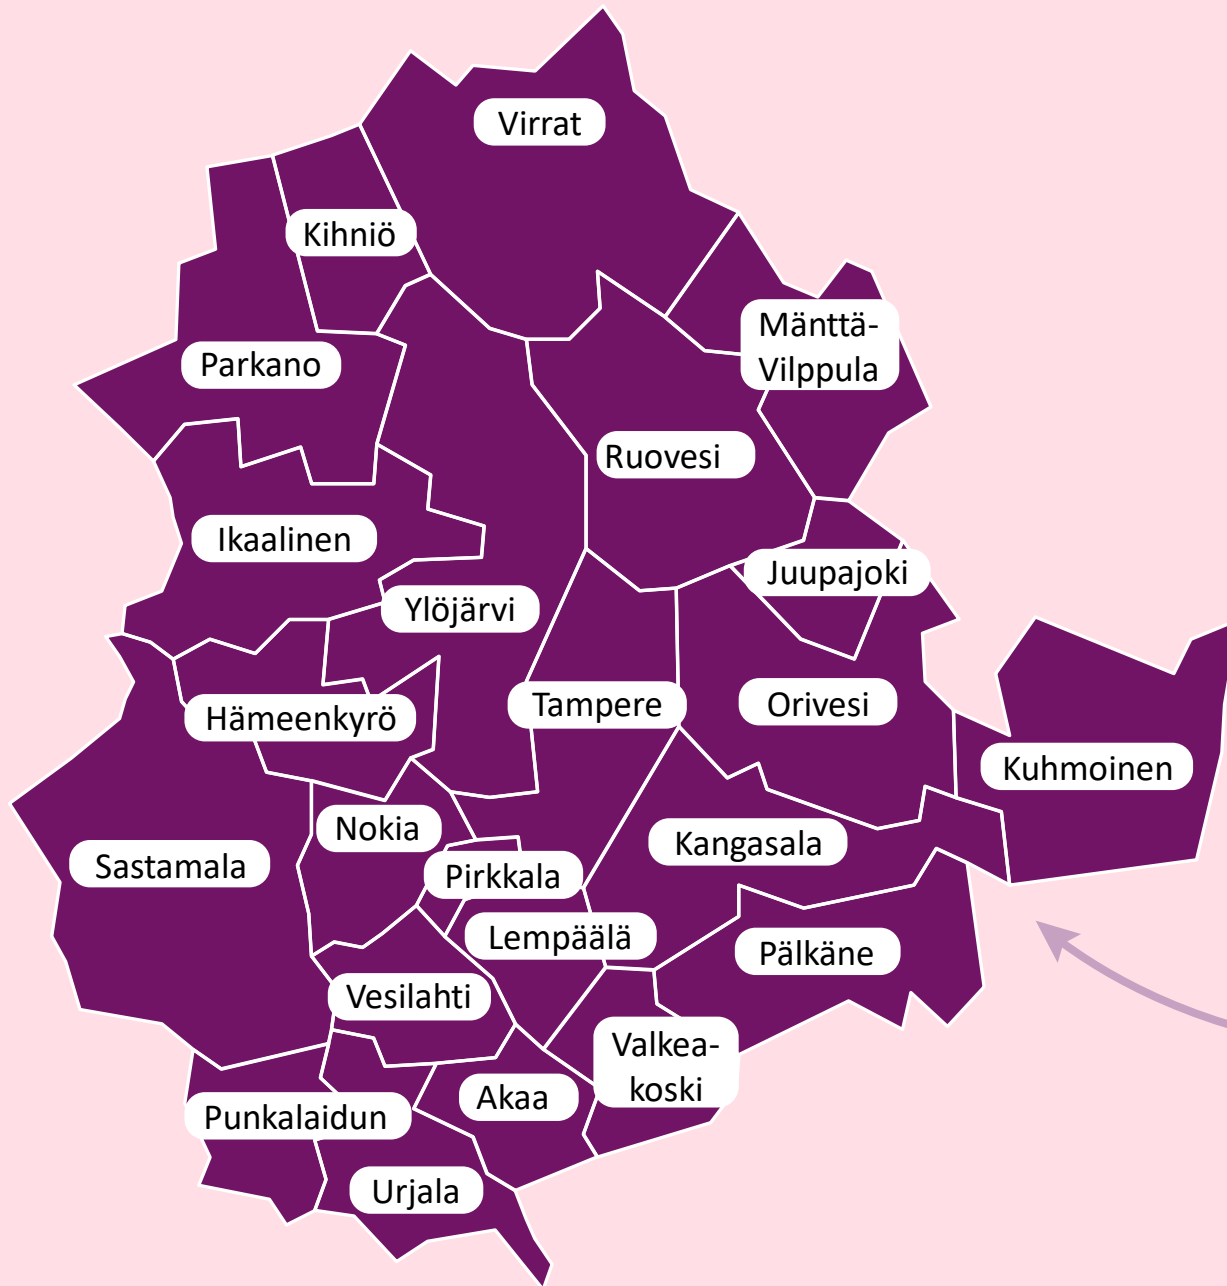 Virrat
Kihniö
Mänttä-
Vilppula
Parkano
Ruovesi
Ikaalinen
Juupajoki
Ylöjärvi
Hämeenkyrö
Tampere
Orivesi
Kuhmoinen
Nokia
Kangasala
Sastamala
Pirkkala
Lempäälä
Pälkäne
Vesilahti
Valkea-
koski
Akaa
Punkalaidun
Urjala